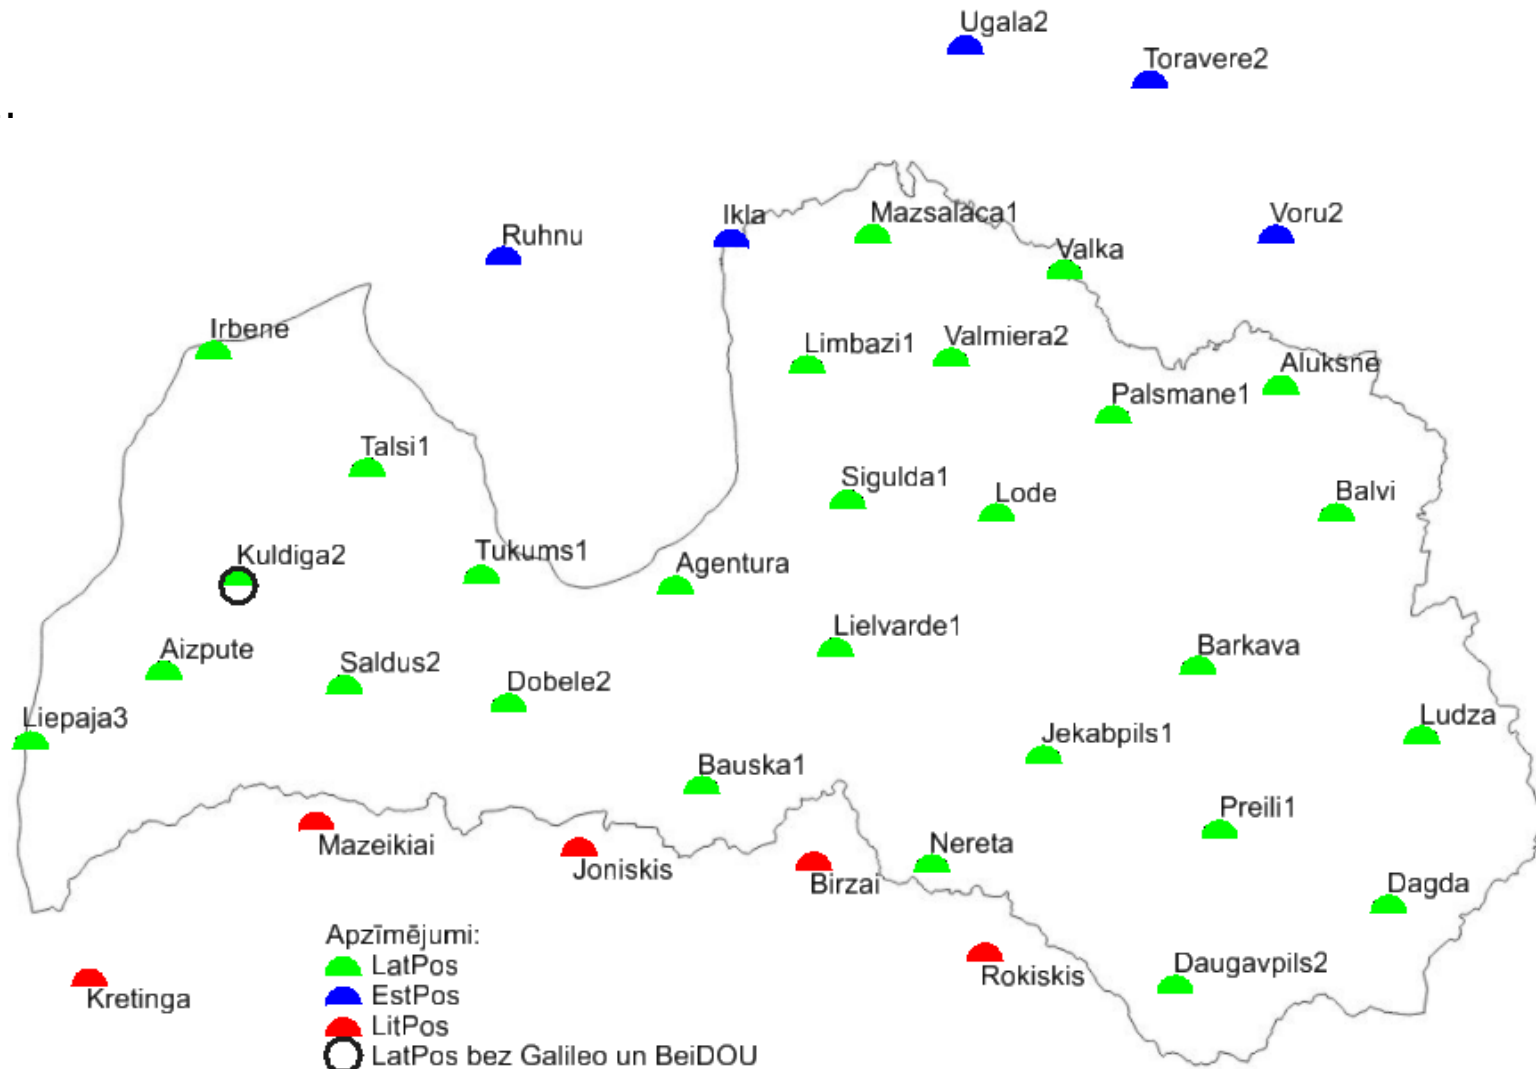 Ugala2
Toravere2
.
Ikla
Mazsalaca1
Voru2
Ruhnu
Valka
Irbene
Limbazi1
Valmiera2
Aluksne
Palsmane1
Talsi1
Sigulda1
Lode
Balvi
Kuldiga2
Tukums1
Agentura
Lielvarde1
Barkava
Aizpute
Saldus2
Dobele2
Liepaja3
Ludza
Jekabpils1
Bauska1
Preili1
Mazeikiai
Nereta
Joniskis
Birzai
Dagda
Apzīmējumi:
LatPos
EstPos
LitPos
LatPos bez Galileo un BeiDOU
Daugavpils2
Rokiskis
Kretinga